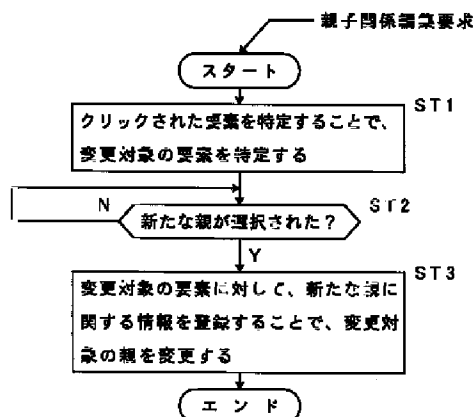 親子関係編集要求
スタート
ST1
クリックされた要素を特定することで、
変更対象の要素を特定する
N
ST2
新たな親が選択された？
Y
ST3
変更対象の要素に対して、新たな親に
関する情報を登録することで、変更対
象の親を変更する
エンド